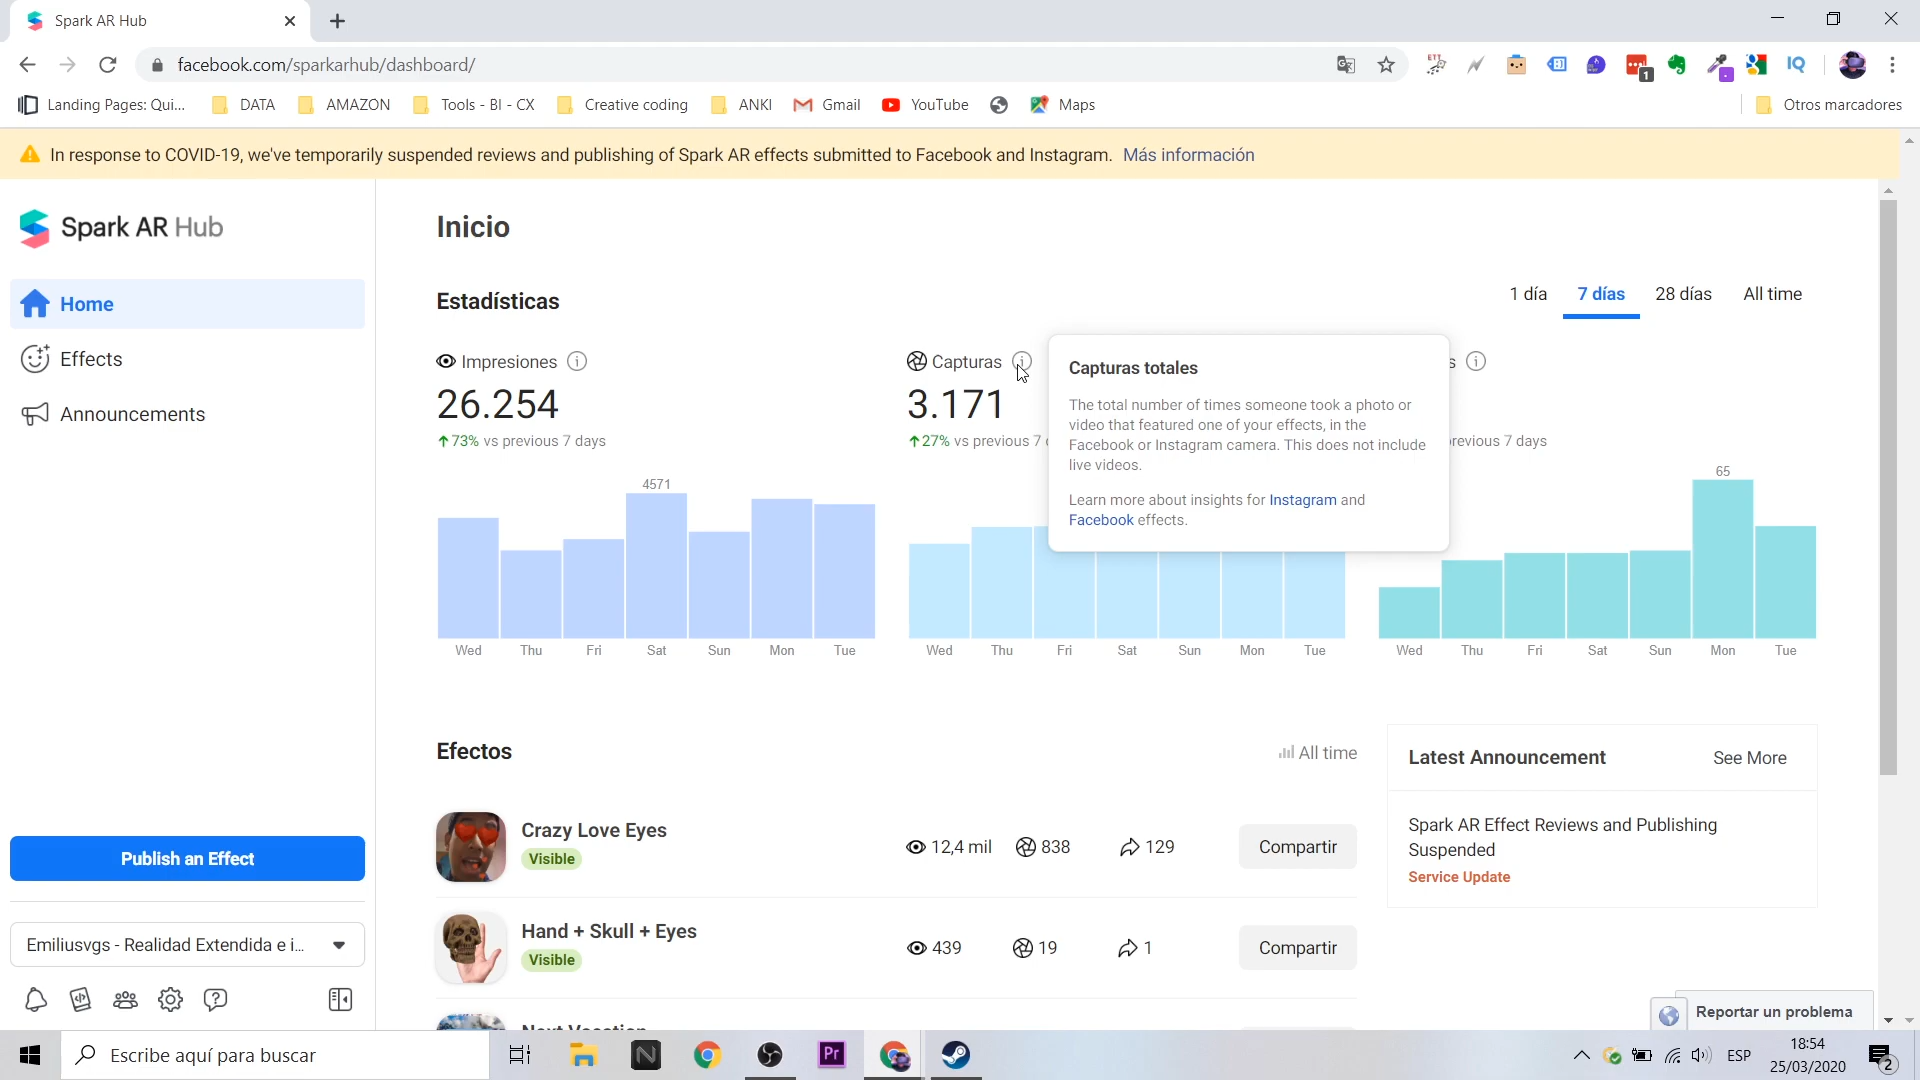 Spark AR Hub
facebook.com/sparkarhub/dashboard/
ETT
1
IQ
Landing Pages: Qui...
DATA
AMAZON
Tools - BI - CX
Creative coding
ANKI
Gmail
YouTube
Maps
Otros marcadores
In response to COVID-19, we've temporarily suspended reviews and publishing of Spark AR effects submitted to Facebook and Instagram. Más información
Spark AR Hub
Home
Effects
Announcements
Inicio
Estadísticas
1 día
7 días
28 días
All time
Impresiones
26.254
73% vs previous 7 days
4571
Wed Thu Fri Sat Sun Mon Tue
Capturas
3.171
27% vs previous 7
Wed Thu Fri Sat Sun Mon Tue
Capturas totales
The total number of times someone took a photo or
video that featured one of your effects, in the
Facebook or Instagram camera. This does not include
live videos.
Learn more about insights for Instagram and
Facebook effects.
s
previous 7 days
65
Wed Thu Fri Sat Sun Mon Tue
Efectos
All time
Crazy Love Eyes
Visible
12,4 mil
838
129
Compartir
Hand + Skull + Eyes
Visible
439
19
1
Compartir
Latest Announcement
See More
Spark AR Effect Reviews and Publishing
Suspended
Service Update
Publish an Effect
Emiliusvgs - Realidad Extendida e i...
Reportar un problema
Escribe aquí para buscar
N
Pr
ESP
18:54
25/03/2020
2